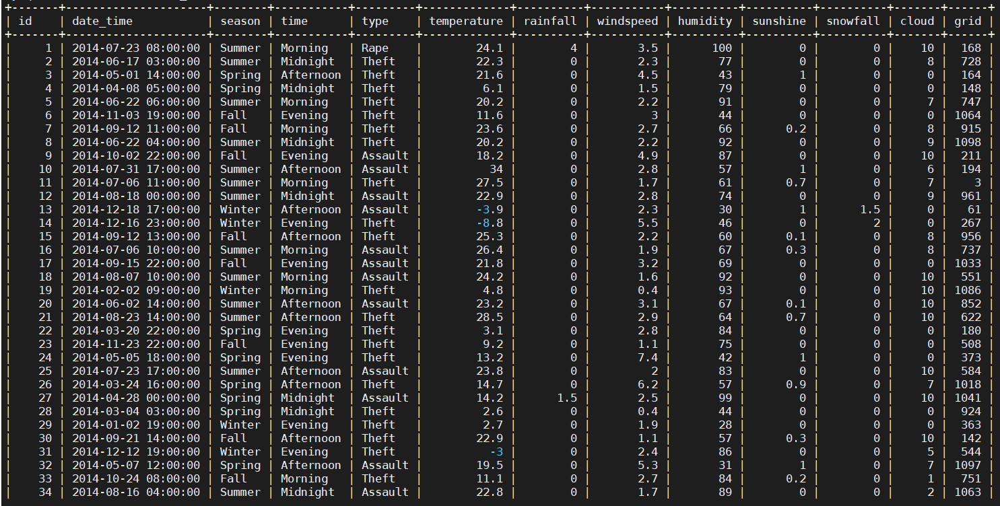 | id | date_time | season | time | type | temperature | rainfall | windspeed | humidity | sunshine | snowfall | cloud | grid |
| 1 | 2014-07-23 08:00:00 | Summer | Morning | Rape | 24.1 | 4 | 3.5 | 100 | 0 | 0 | 10 | 168 |
| 2 | 2014-06-17 03:00:00 | Summer | Midnight | Theft | 22.3 | 0 | 2.3 | 77 | 0 | 0 | 8 | 728 |
| 3 | 2014-05-01 14:00:00 | Spring | Afternoon | Theft | 21.6 | 0 | 4.5 | 43 | 1 | 0 | 0 | 164 |
| 4 | 2014-04-08 05:00:00 | Spring | Midnight | Theft | 6.1 | 0 | 1.5 | 79 | 0 | 0 | 0 | 148 |
| 5 | 2014-06-22 06:00:00 | Summer | Morning | Theft | 20.2 | 0 | 2.2 | 91 | 0 | 0 | 7 | 747 |
| 6 | 2014-11-03 19:00:00 | Fall | Evening | Theft | 11.6 | 0 | 3 | 44 | 0 | 0 | 0 | 1064 |
| 7 | 2014-09-12 11:00:00 | Fall | Morning | Theft | 23.6 | 0 | 2.7 | 66 | 0.2 | 0 | 8 | 915 |
| 8 | 2014-06-22 04:00:00 | Summer | Midnight | Theft | 20.2 | 0 | 2.2 | 92 | 0 | 0 | 9 | 1098 |
| 9 | 2014-10-02 22:00:00 | Fall | Evening | Assault | 18.2 | 0 | 4.9 | 87 | 0 | 0 | 10 | 211 |
| 10 | 2014-07-31 17:00:00 | Summer | Afternoon | Assault | 34 | 0 | 2.8 | 57 | 1 | 0 | 6 | 194 |
| 11 | 2014-07-06 11:00:00 | Summer | Morning | Theft | 27.5 | 0 | 1.7 | 61 | 0.7 | 0 | 7 | 3 |
| 12 | 2014-08-18 00:00:00 | Summer | Midnight | Assault | 22.9 | 0 | 2.8 | 74 | 0 | 0 | 9 | 961 |
| 13 | 2014-12-18 17:00:00 | Winter | Afternoon | Assault | -3.9 | 0 | 2.3 | 30 | 1 | 1.5 | 0 | 61 |
| 14 | 2014-12-16 23:00:00 | Winter | Evening | Theft | -8.8 | 0 | 5.5 | 46 | 0 | 2 | 0 | 267 |
| 15 | 2014-09-12 13:00:00 | Fall | Afternoon | Theft | 25.3 | 0 | 2.2 | 60 | 0.1 | 0 | 8 | 956 |
| 16 | 2014-07-06 10:00:00 | Summer | Morning | Assault | 26.4 | 0 | 1.9 | 67 | 0.3 | 0 | 8 | 737 |
| 17 | 2014-09-15 22:00:00 | Fall | Evening | Assault | 21.8 | 0 | 3.2 | 69 | 0 | 0 | 0 | 1033 |
| 18 | 2014-08-07 10:00:00 | Summer | Morning | Assault | 24.2 | 0 | 1.6 | 92 | 0 | 0 | 10 | 551 |
| 19 | 2014-02-02 09:00:00 | Winter | Morning | Theft | 4.8 | 0 | 0.4 | 93 | 0 | 0 | 10 | 1086 |
| 20 | 2014-06-02 14:00:00 | Summer | Afternoon | Assault | 23.2 | 0 | 3.1 | 67 | 0.1 | 0 | 10 | 852 |
| 21 | 2014-08-23 14:00:00 | Summer | Afternoon | Theft | 28.5 | 0 | 2.9 | 64 | 0.7 | 0 | 10 | 622 |
| 22 | 2014-03-20 22:00:00 | Spring | Evening | Theft | 3.1 | 0 | 2.8 | 84 | 0 | 0 | 0 | 180 |
| 23 | 2014-11-23 22:00:00 | Fall | Evening | Theft | 9.2 | 0 | 1.1 | 75 | 0 | 0 | 0 | 508 |
| 24 | 2014-05-05 18:00:00 | Spring | Evening | Theft | 13.2 | 0 | 7.4 | 42 | 1 | 0 | 0 | 373 |
| 25 | 2014-07-23 17:00:00 | Summer | Afternoon | Assault | 23.8 | 0 | 2 | 83 | 0 | 0 | 10 | 584 |
| 26 | 2014-03-24 16:00:00 | Spring | Afternoon | Theft | 14.7 | 0 | 6.2 | 57 | 0.9 | 0 | 7 | 1018 |
| 27 | 2014-04-28 00:00:00 | Spring | Midnight | Assault | 14.2 | 1.5 | 2.5 | 99 | 0 | 0 | 10 | 1041 |
| 28 | 2014-03-04 03:00:00 | Spring | Midnight | Theft | 2.6 | 0 | 0.4 | 44 | 0 | 0 | 0 | 924 |
| 29 | 2014-01-02 19:00:00 | Winter | Evening | Theft | 2.7 | 0 | 1.9 | 28 | 0 | 0 | 0 | 363 |
| 30 | 2014-09-21 14:00:00 | Fall | Afternoon | Theft | 22.9 | 0 | 1.1 | 57 | 0.3 | 0 | 10 | 142 |
| 31 | 2014-12-12 19:00:00 | Winter | Evening | Theft | -3 | 0 | 2.4 | 86 | 0 | 0 | 5 | 544 |
| 32 | 2014-05-07 12:00:00 | Spring | Afternoon | Assault | 19.5 | 0 | 5.3 | 31 | 1 | 0 | 7 | 1097 |
| 33 | 2014-10-24 08:00:00 | Fall | Morning | Theft | 11.1 | 0 | 2.7 | 84 | 0.2 | 0 | 1 | 751 |
| 34 | 2014-08-16 04:00:00 | Summer | Midnight | Assault | 22.8 | 0 | 1.7 | 89 | 0 | 0 | 2 | 1063 |